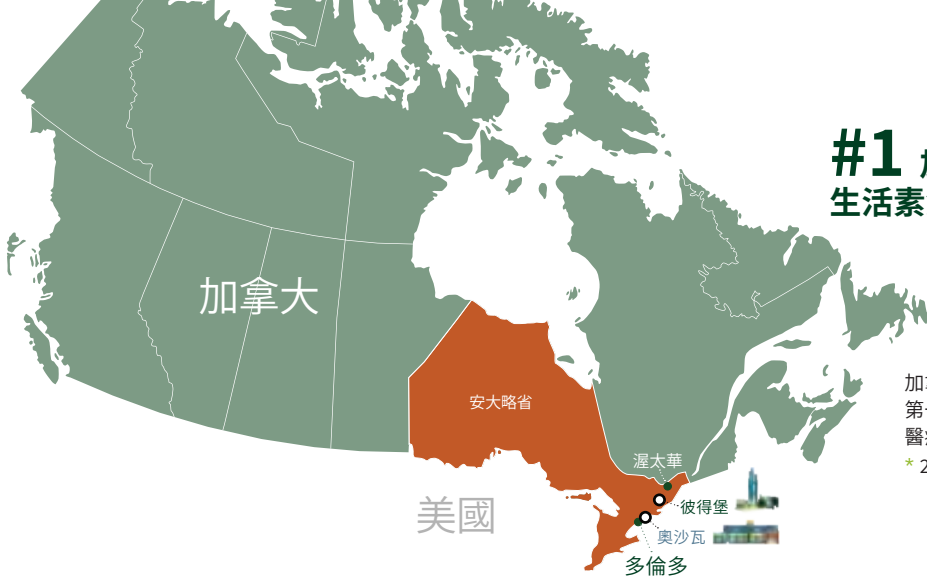 #1
生活素
加拿大
加
第
安大略省
醫
* 2
渥太華
美國
彼得堡
奧沙瓦
多倫多